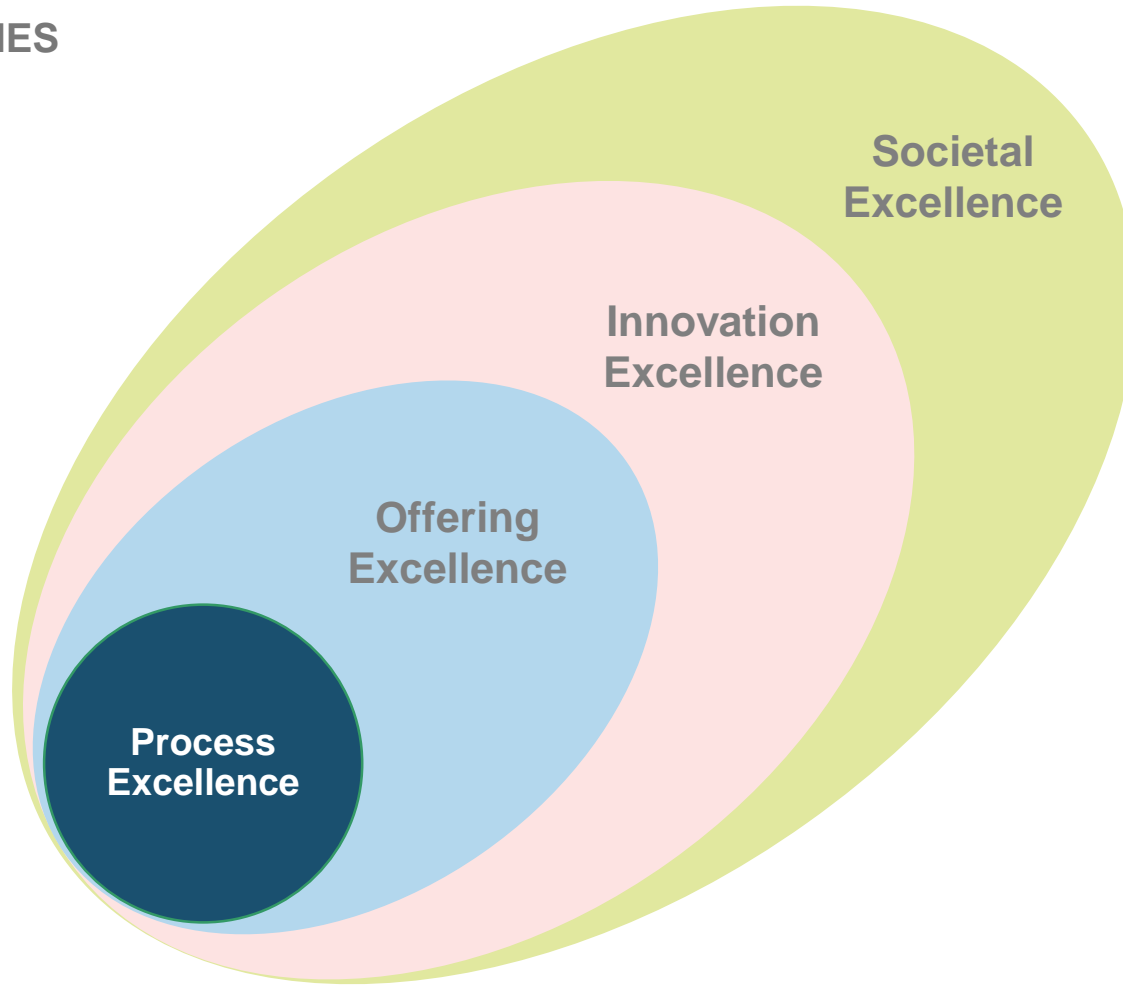 IES
Societal
Excellence
Innovation
Excellence
Offering
Excellence
Process
Excellence